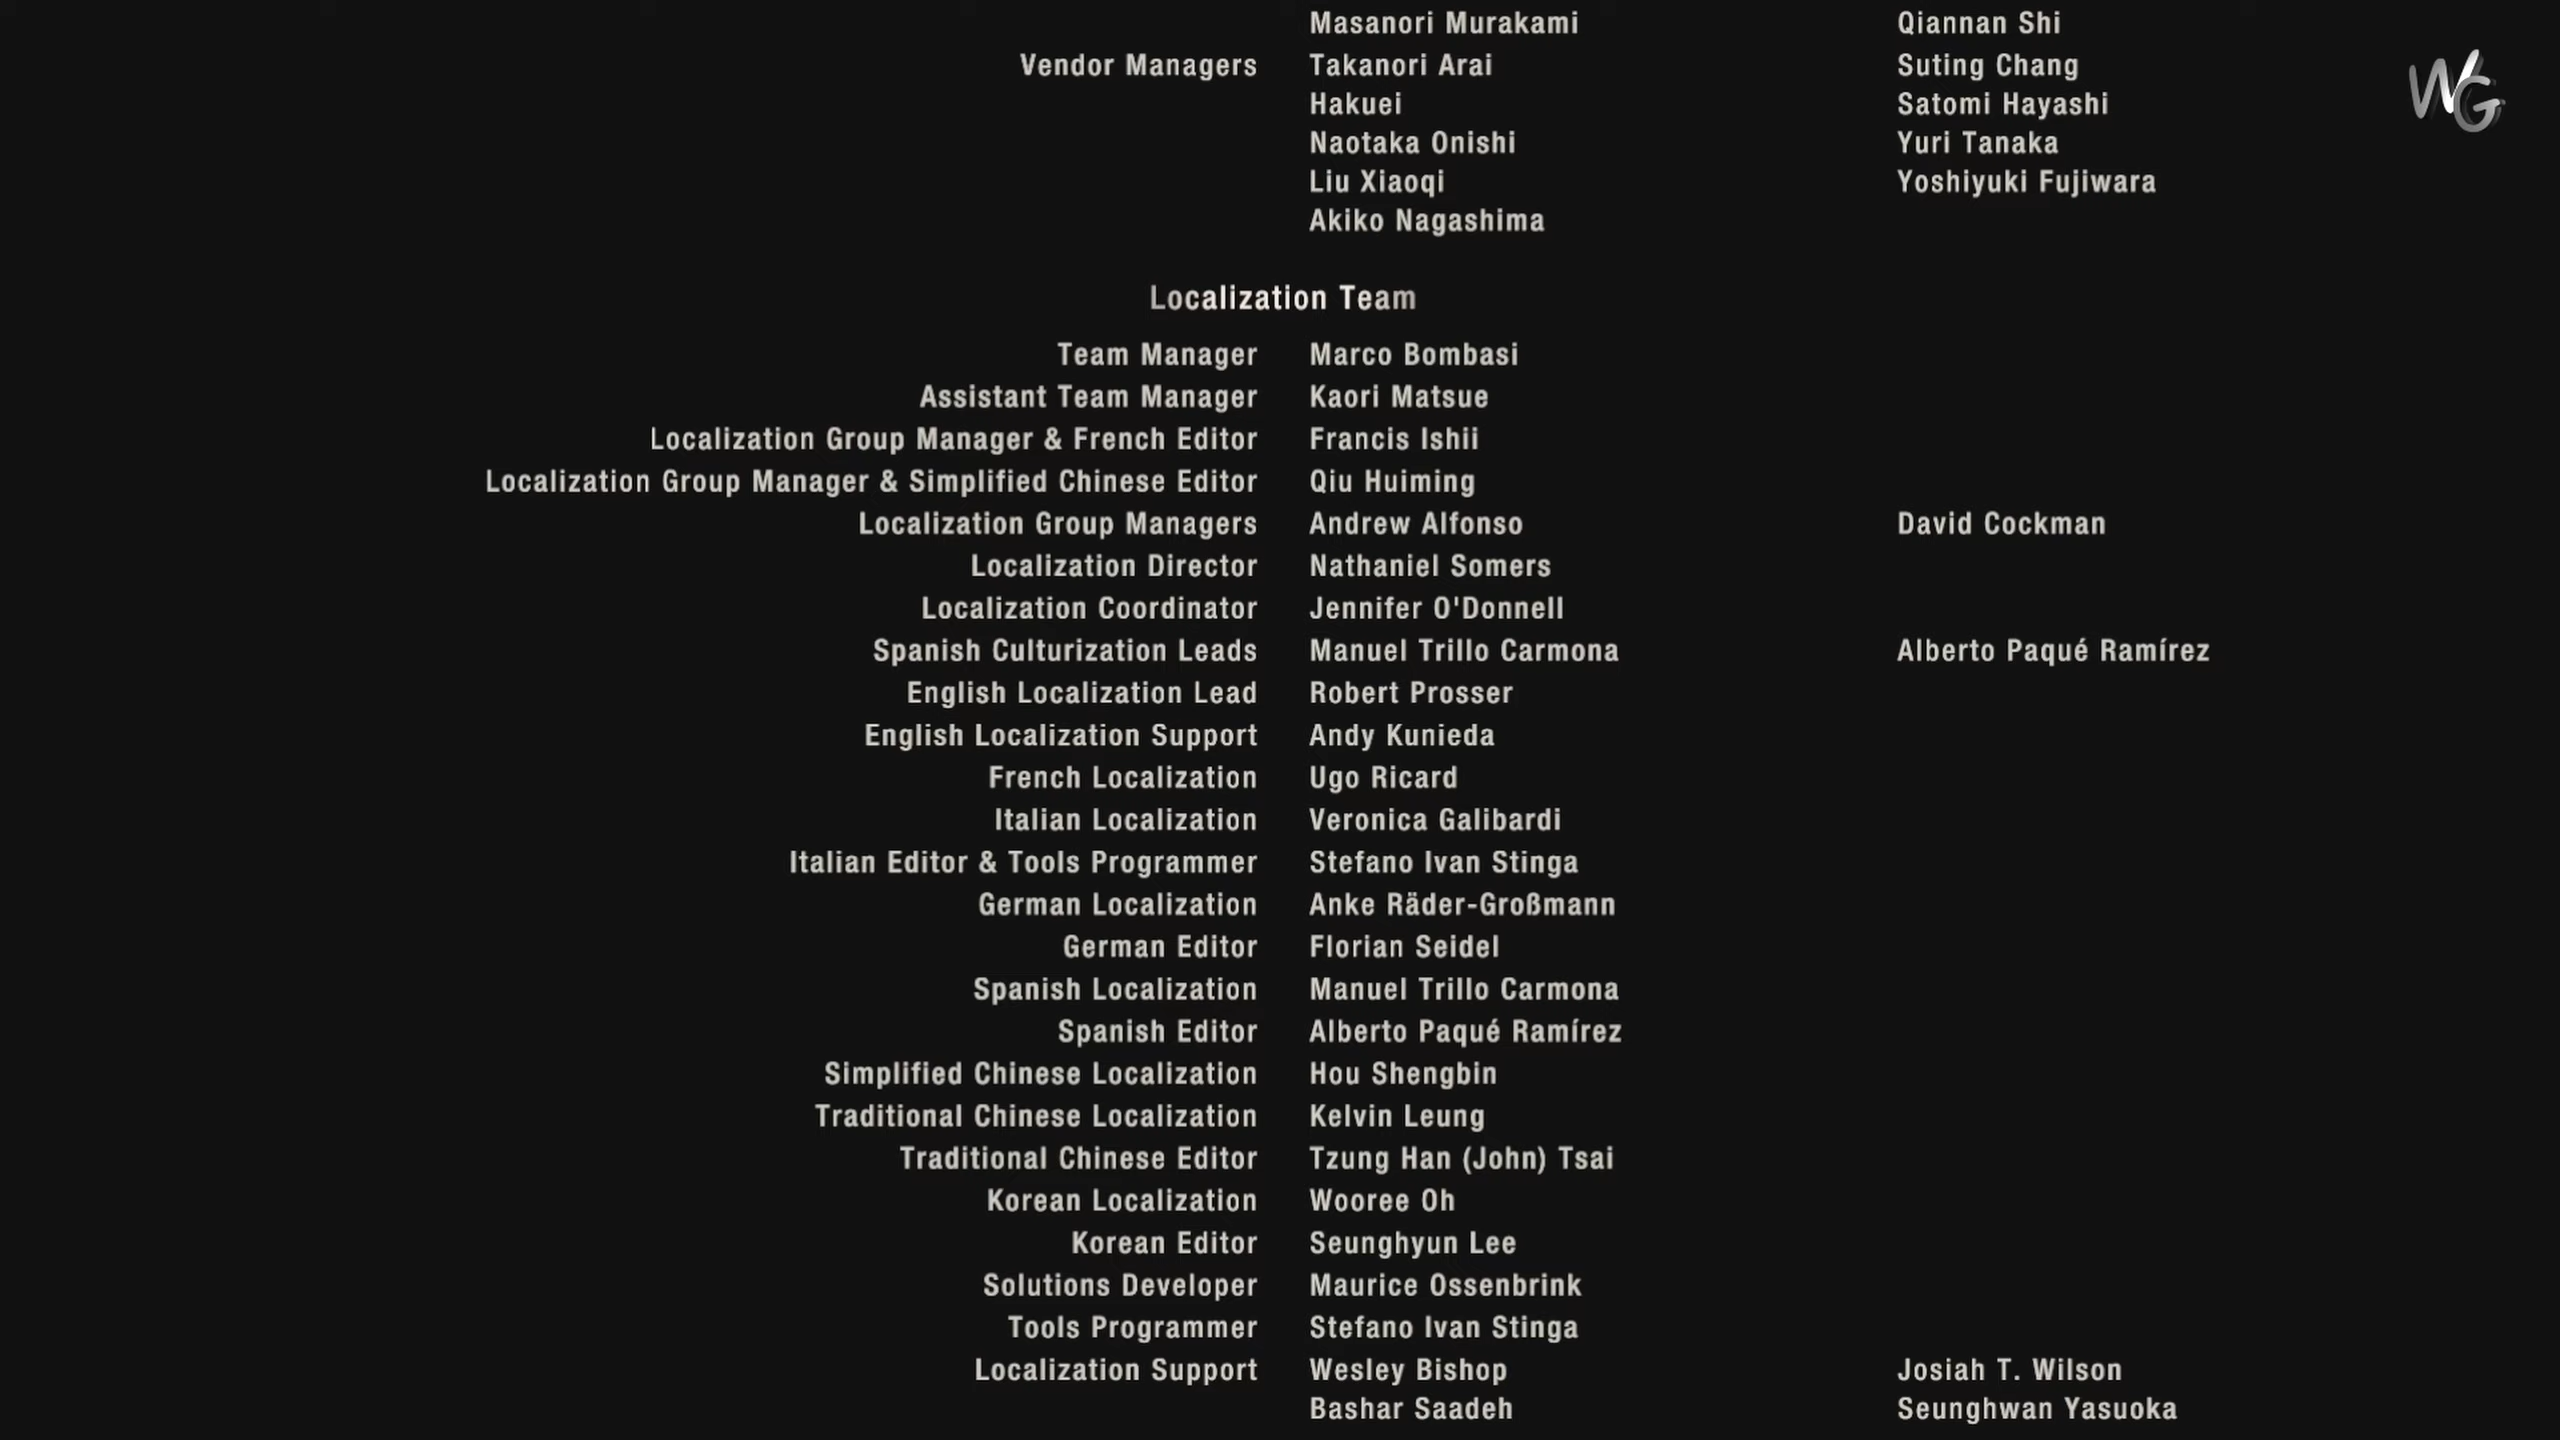 Masanori Murakami Qiannan Shi
Vendor Managers Takanori Arai Suting Chang
Hakuei Satomi Hayashi
Naotaka Onishi Yuri Tanaka
Liu Xiaoqi Yoshiyuki Fujiwara
Akiko Nagashima
WG
Localization Team
Team Manager Marco Bombasi
Assistant Team Manager Kaori Matsue
Localization Group Manager & French Editor Francis Ishii
Localization Group Manager & Simplified Chinese Editor Qiu Huiming
Localization Group Managers Andrew Alfonso David Cockman
Localization Director Nathaniel Somers
Localization Coordinator Jennifer O'Donnell
Spanish Culturization Leads Manuel Trillo Carmona Alberto Paqué Ramírez
English Localization Lead Robert Prosser
English Localization Support Andy Kunieda
French Localization Ugo Ricard
Italian Localization Veronica Galibardi
Italian Editor & Tools Programmer Stefano Ivan Stinga
German Localization Anke Räder-Großmann
German Editor Florian Seidel
Spanish Localization Manuel Trillo Carmona
Spanish Editor Alberto Paqué Ramírez
Simplified Chinese Localization Hou Shengbin
Traditional Chinese Localization Kelvin Leung
Traditional Chinese Editor Tzung Han (John) Tsai
Korean Localization Wooree Oh
Korean Editor Seunghyun Lee
Solutions Developer Maurice Ossenbrink
Tools Programmer Stefano Ivan Stinga
Localization Support Wesley Bishop Josiah T. Wilson
Bashar Saadeh Seunghwan Yasuoka